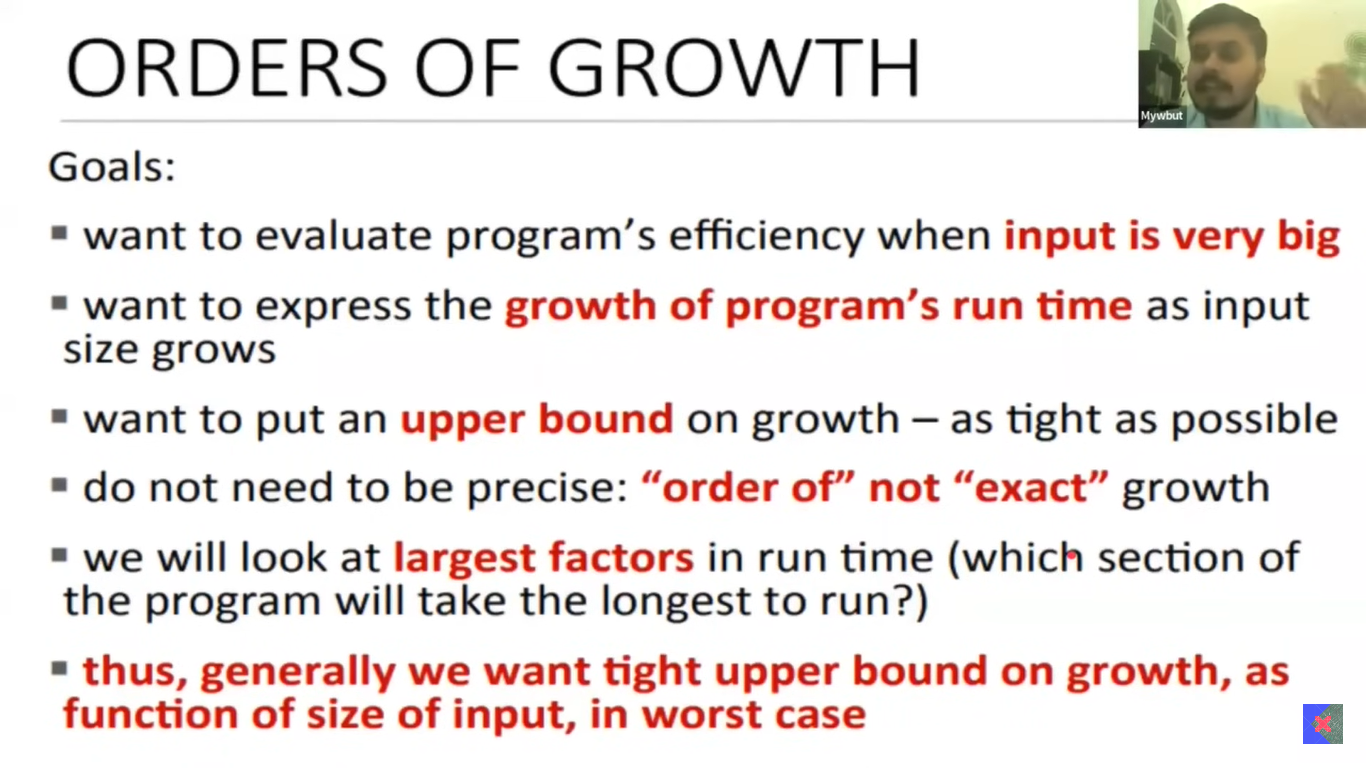 ORDERS OF GROWTH
Mywbut
Goals:
▪ want to evaluate program’s efficiency when input is very big
▪ want to express the growth of program’s run time as input
size grows
▪ want to put an upper bound on growth – as tight as possible
▪ do not need to be precise: “order of” not “exact” growth
▪ we will look at largest factors in run time (which section of
the program will take the longest to run?)
▪ thus, generally we want tight upper bound on growth, as
function of size of input, in worst case